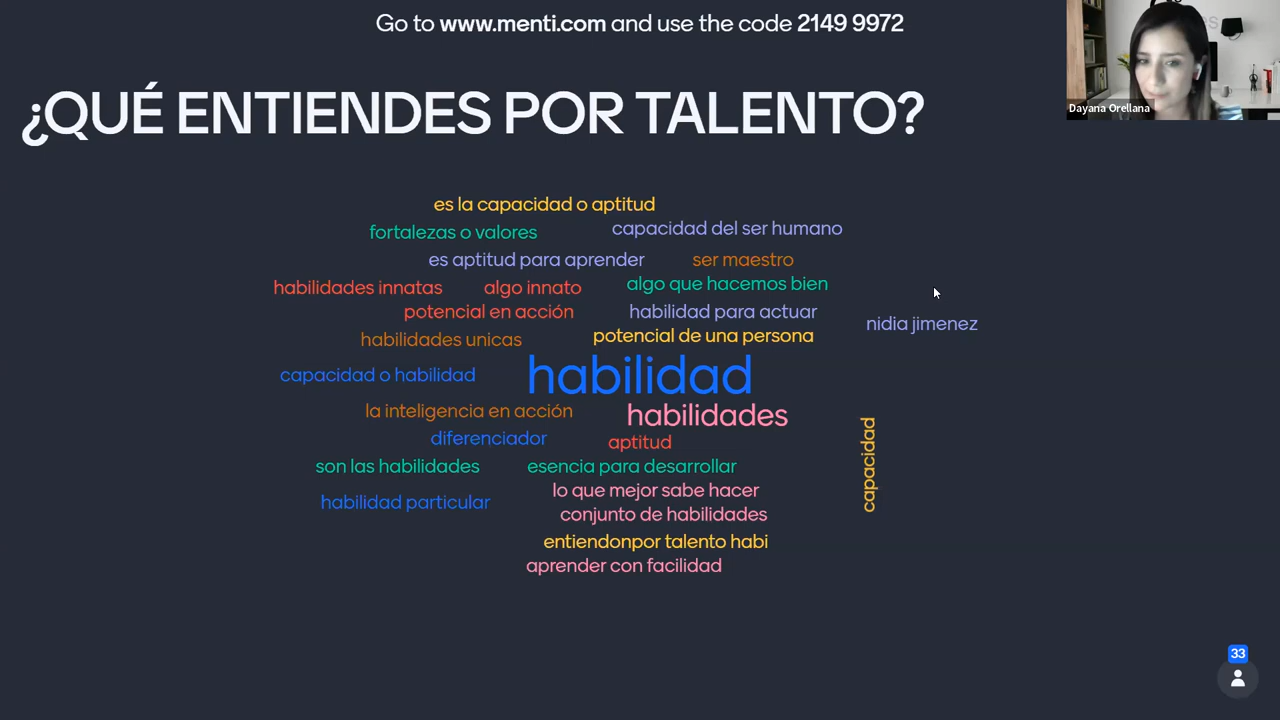 Go to www.menti.com and use the code 2149 9972
Dayana Orellana
¿QUÉ ENTIENDES POR TALENTO?
es la capacidad o aptitud
fortalezas o valores
capacidad del ser humano
es aptitud para aprender
ser maestro
habilidades innatas
algo innato
algo que hacemos bien
potencial en acción
habilidad para actuar
nidia jimenez
habilidades unicas
potencial de una persona
capacidad o habilidad
habilidad
la inteligencia en acción
habilidades
capacidad
diferenciador
aptitud
son las habilidades
esencia para desarrollar
habilidad particular
lo que mejor sabe hacer
conjunto de habilidades
entiendonpor talento habi
aprender con facilidad
33